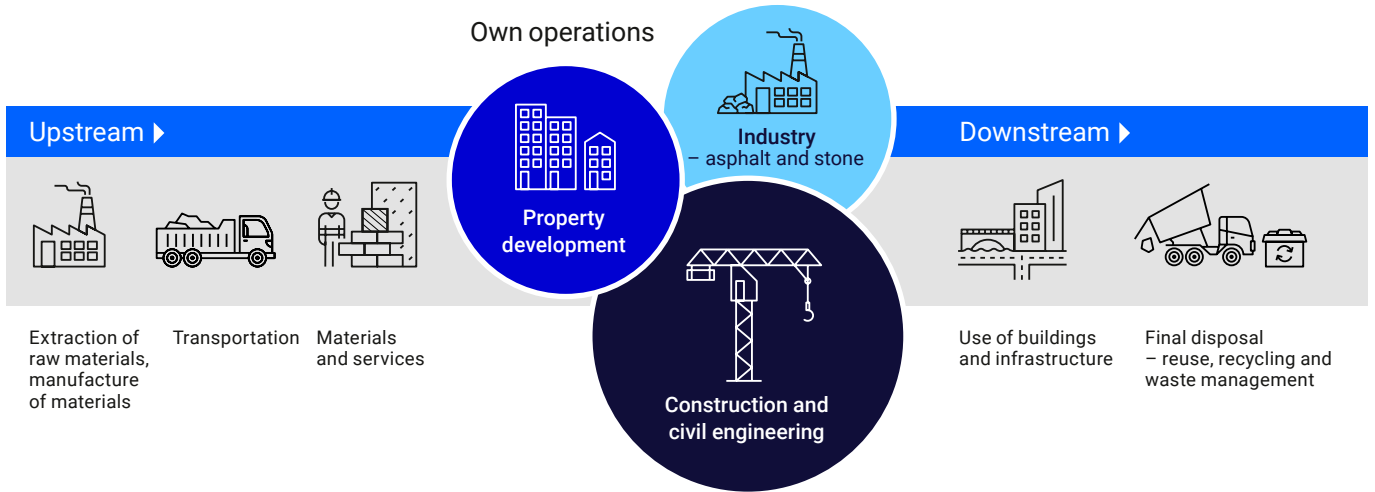 Own operations
Upstream
Extraction of
raw materials,
manufacture
of materials
Transportation
Materials
and services
Property
development
Industry
– asphalt and stone
Construction and
civil engineering
Downstream
Use of buildings
and infrastructure
Final disposal
– reuse, recycling and
waste management